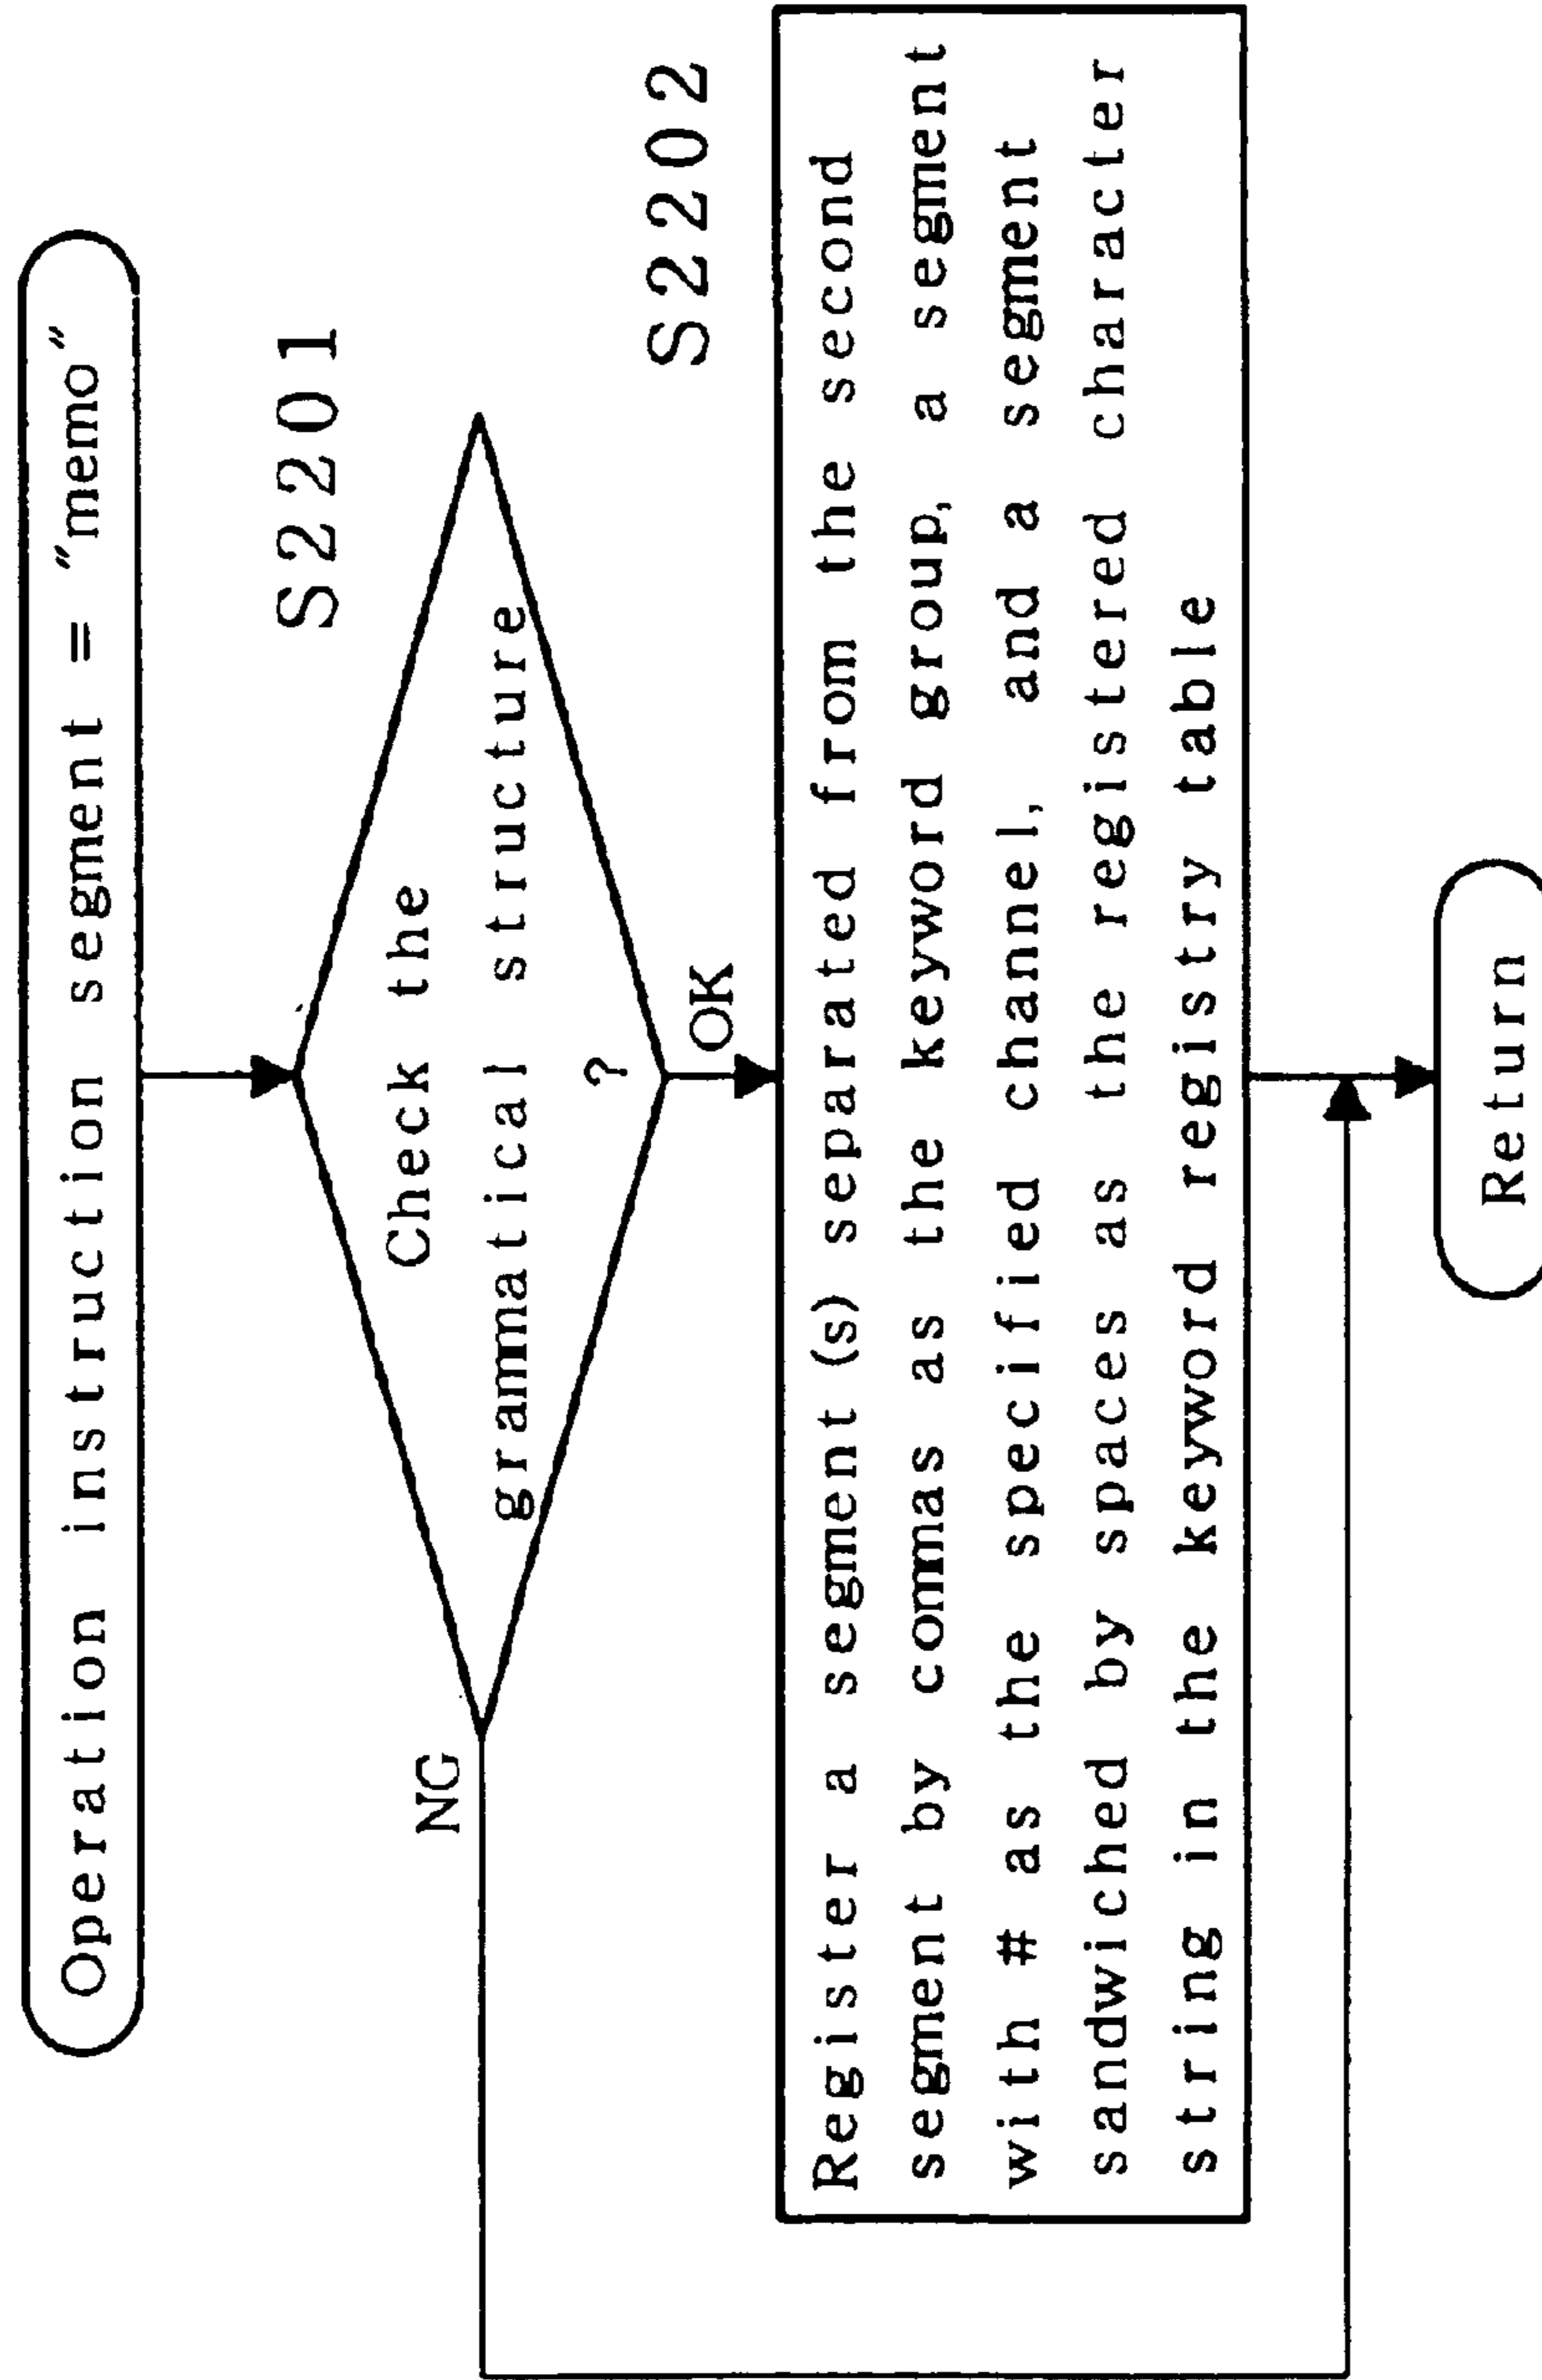 Operation instruction segment = "memo"
S2201
Check the
grammatical structure
?
NG
OK
S2202
Register a segment (s) separated from the second
segment by commas as the keyword group, a segment
with # as the specified channel, and a segment
sandwiched by spaces as the registered character
string in the keyword registry table
Return